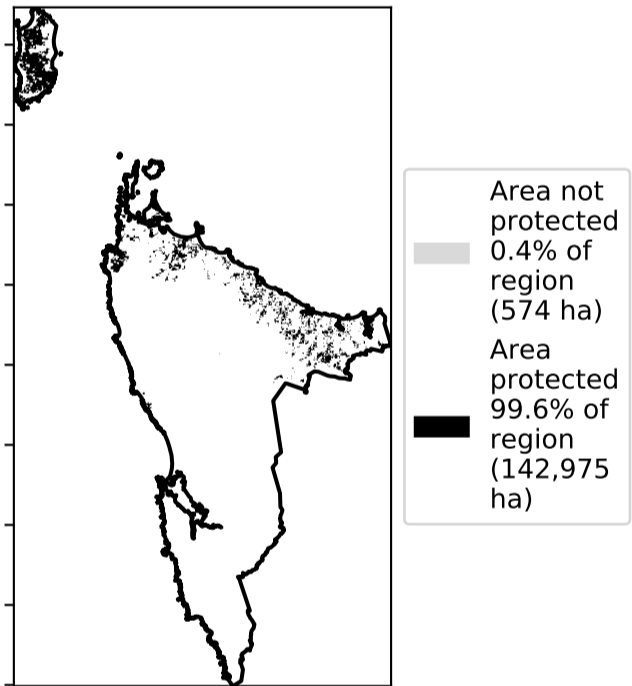 Area not
protected
0.4% of
region
(574 ha)
Area
protected
99.6% of
region
(142,975
ha)